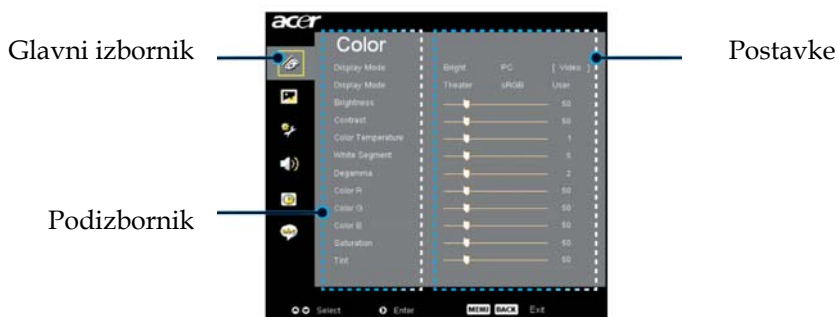 acer
Color
Glavni izbornik
Postavke
Podizbornik
Display Mode Bright PC [ Video ]
Display Mode Theater sRGB User
Brightness 50
Contrast 50
Color Temperature 1
White Segment 5
Degamma 2
Color R 50
Color G 50
Color B 50
Saturation 50
Tint 50
Select Enter MENU BACK Exit